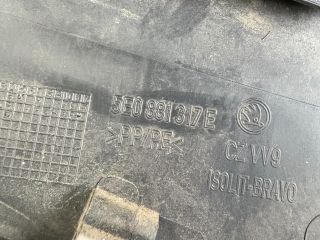 5E0 881 317 E
>PP/PE<
CZ VV9
ISOLIT-BRAVO